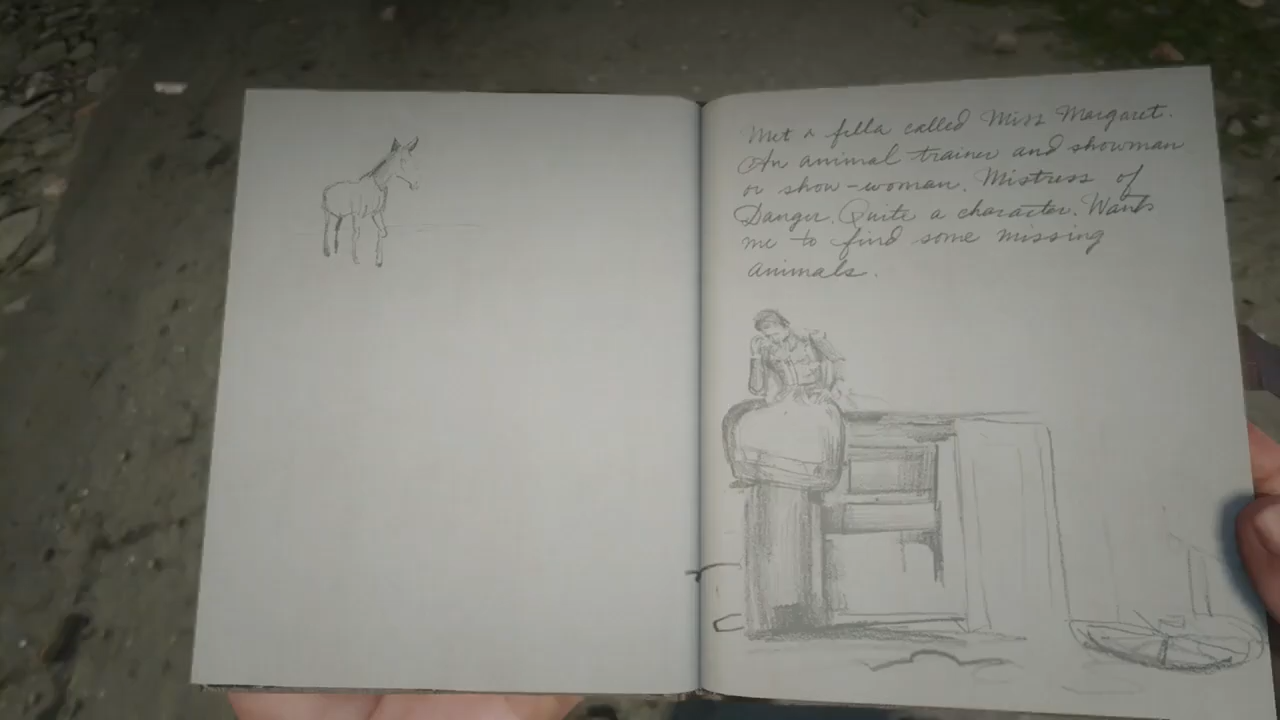 Met a fella called Miss Margaret.
An animal trainer and showman
or show-woman. Mistress of
Danger. Quite a character. Wants
me to find some missing
animals.